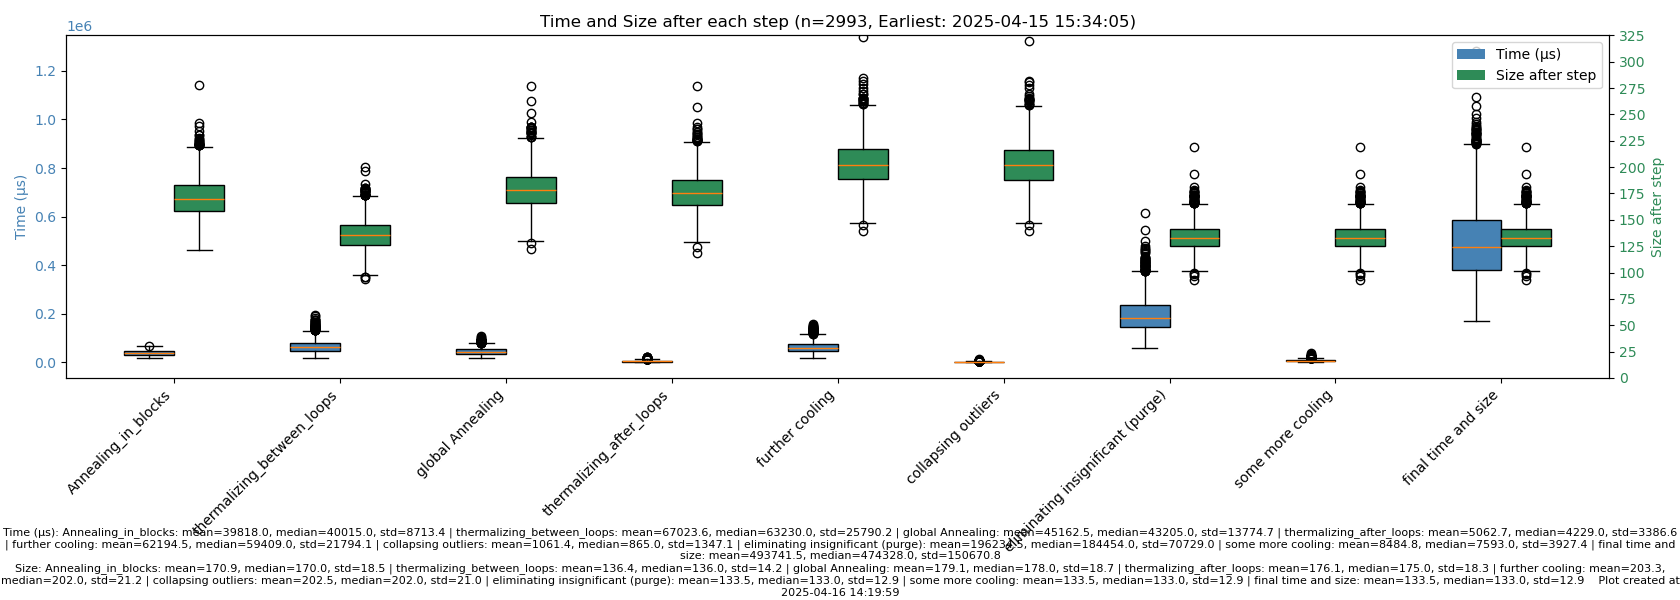 Time and Size after each step (n=2993, Earliest: 2025-04-15 15:34:05)
1e6
Time (μs)
1.2
1.0
0.8
0.6
0.4
0.2
0.0
Time (μs)
Size after step
325
300
275
250
225
200
175
150
125
100
75
50
25
0
Size after step
Annealing_in_blocks
thermalizing_between_loops
global Annealing
thermalizing_after_loops
further cooling
collapsing outliers
eliminating insignificant (purge)
some more cooling
final time and size
Time (μs): Annealing_in_blocks: mean=39818.0, median=40015.0, std=8713.4 | thermalizing_between_loops: mean=67023.6, median=63230.0, std=25790.2 | global Annealing: mean=45162.5, median=43205.0, std=13774.7 | thermalizing_after_loops: mean=5062.7, median=4229.0, std=3386.6
| further cooling: mean=62194.5, median=59409.0, std=21794.1 | collapsing outliers: mean=1061.4, median=865.0, std=1347.1 | eliminating insignificant (purge): median=184454.0, std=70729.0 | some more cooling: mean=8484.8, median=7593.0, std=3927.4 | final time and
size: mean=493741.5, median=474328.0, std=150670.8
Size: Annealing_in_blocks: mean=170.9, median=170.0, std=18.5 | thermalizing_between_loops: mean=136.4, median=136.0, std=14.2 | global Annealing: mean=179.1, median=178.0, std=18.7 | thermalizing_after_loops: mean=176.1, median=175.0, std=18.3 | further cooling: mean=203.3,
median=202.0, std=21.2 | collapsing outliers: mean=202.5, median=202.0, std=21.0 | eliminating insignificant (purge): mean=133.5, median=133.0, std=12.9 | some more cooling: mean=133.5, median=133.0, std=12.9 | final time and size: mean=133.5, median=133.0, std=12.9 Plot created at
2025-04-16 14:19:59